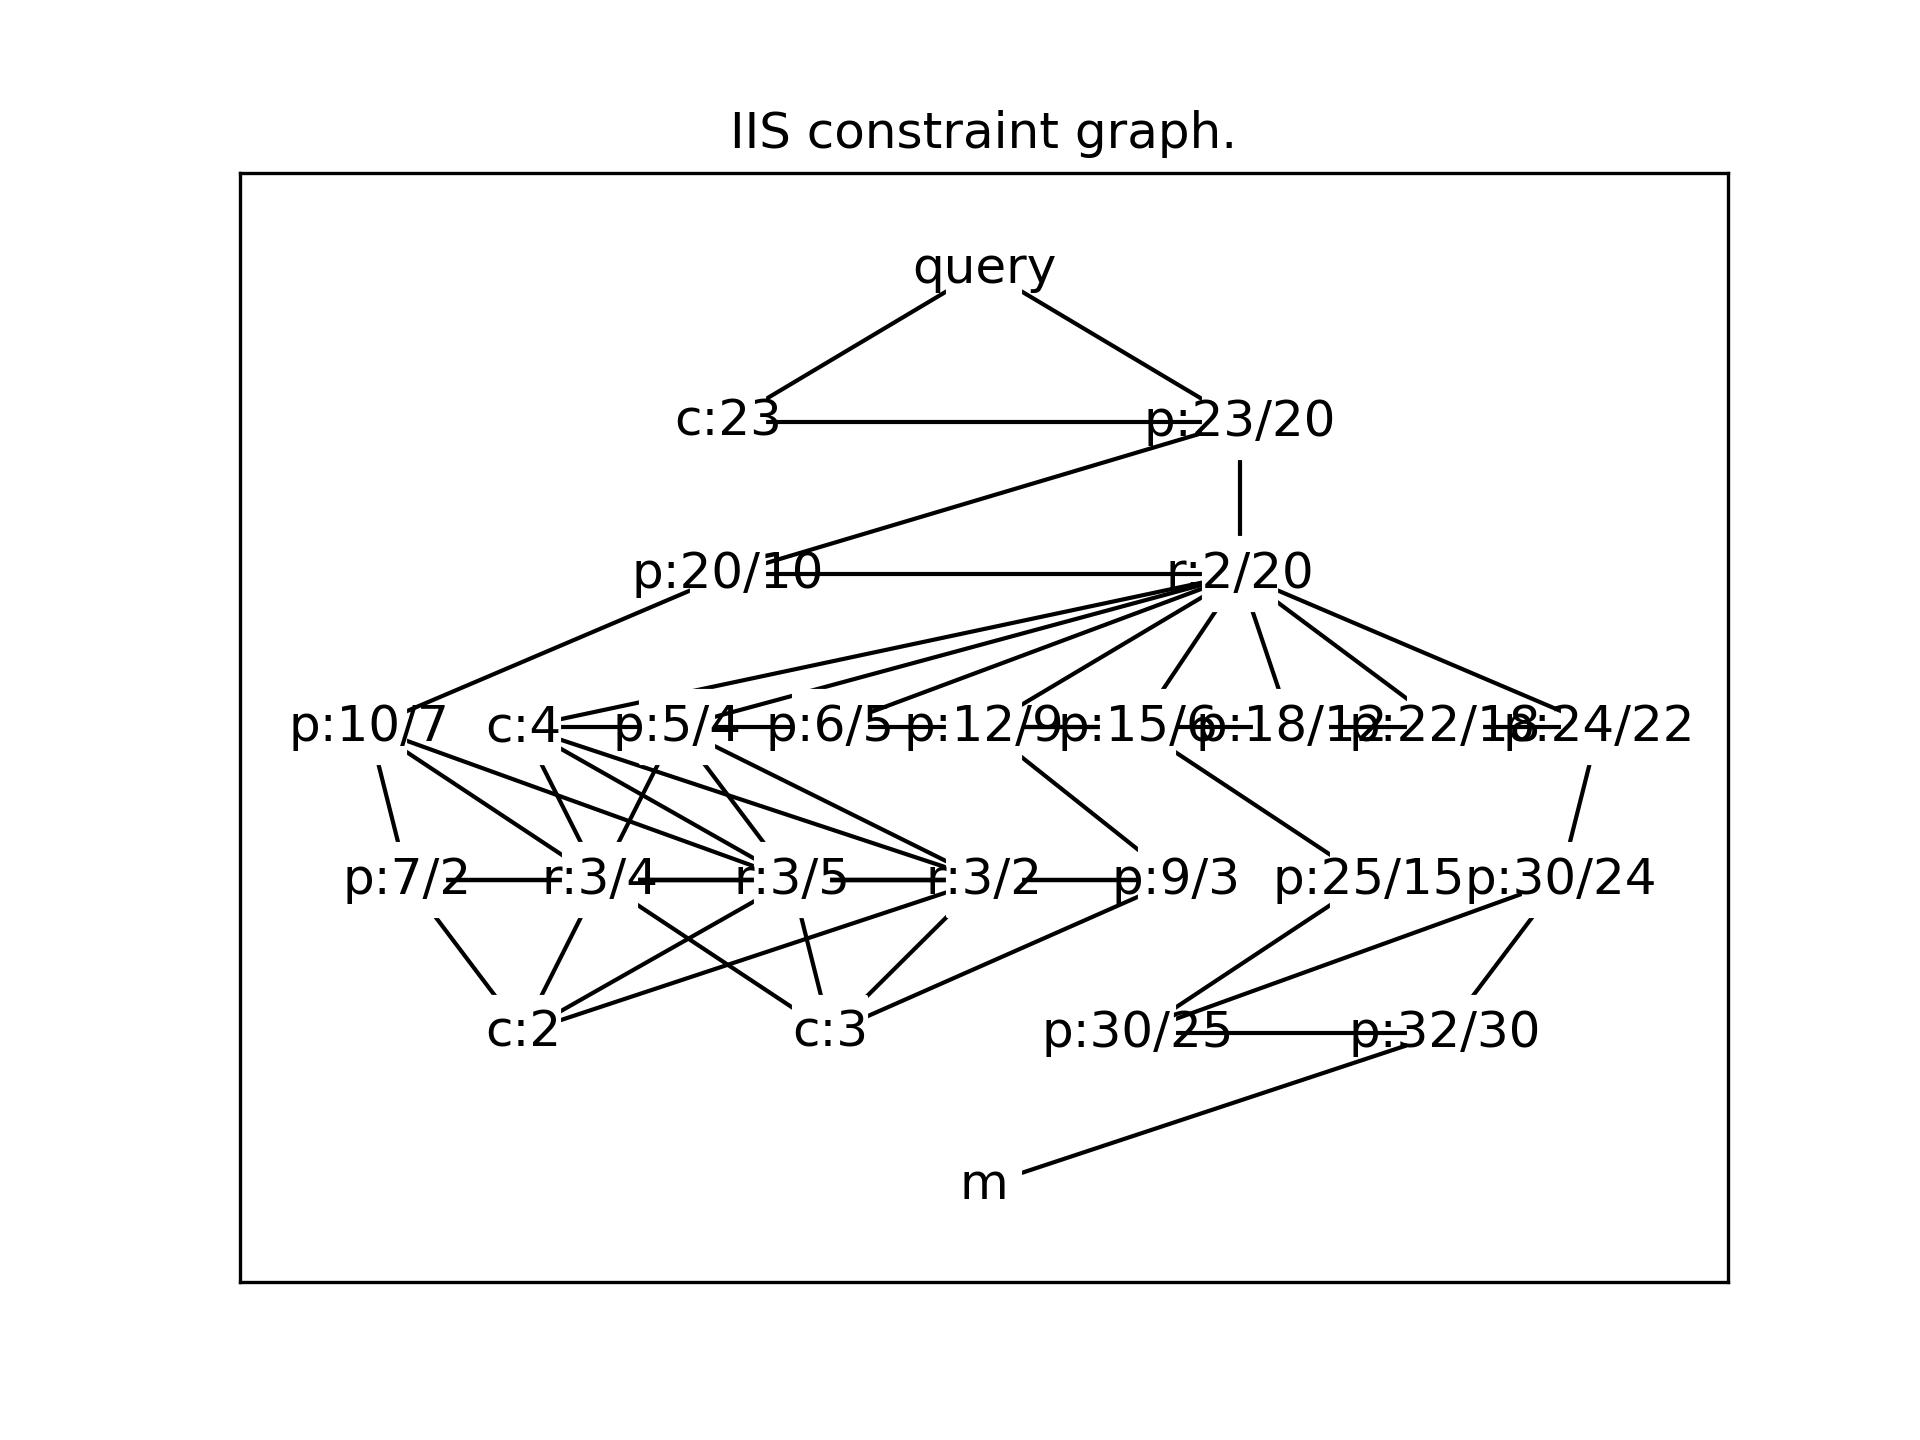 IIS constraint graph.
query
c:23 p:23/20
p:20/10 r:2/20
p:10/7 c:4 p:5/4 p:6/5 p:12/9 p:15/6 p:18/12 p:22/18 p:24/22
p:7/2 r:3/4 r:3/5 r:3/2 p:9/3 p:25/15 p:30/24
c:2 c:3 p:30/25 p:32/30
m